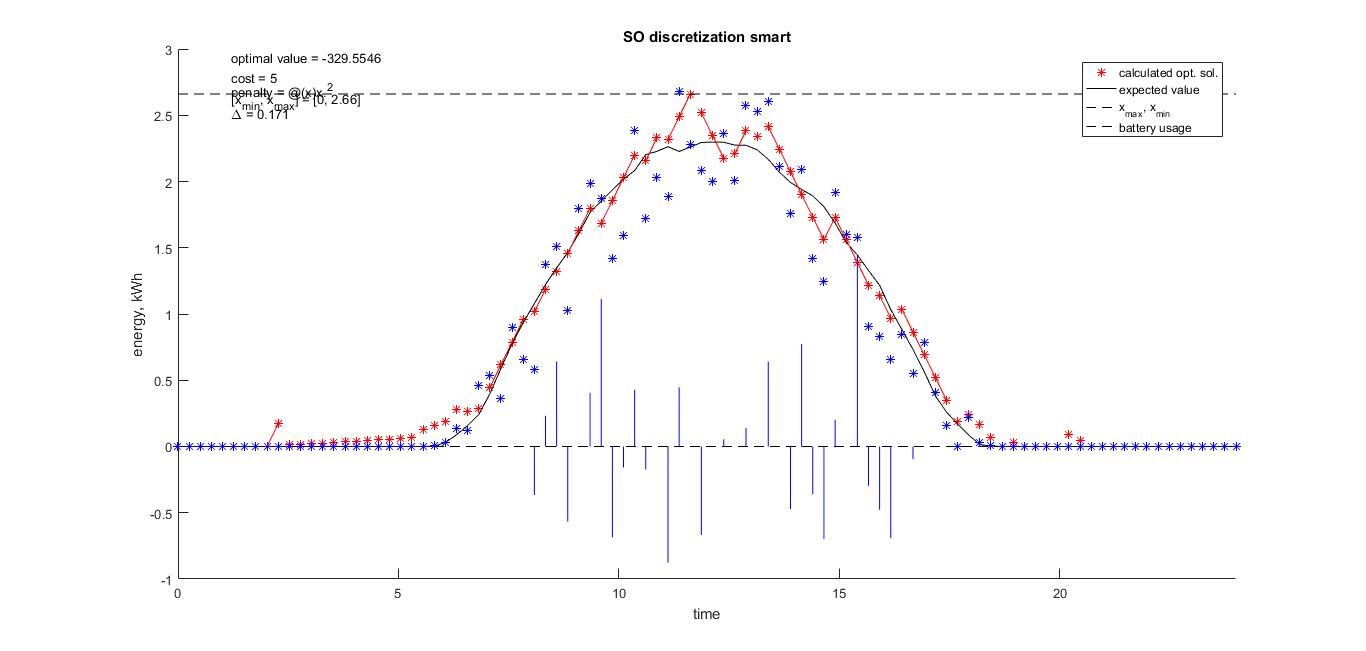 SO discretization smart
optimal value = -329.5546
cost = 5
penalty = @(x)x.^2
[x_min, x_max] = [0, 2.66]
Δ = 0.171
calculated opt. sol.
expected value
x_max, x_min
battery usage
energy, kWh
3
2.5
2
1.5
1
0.5
0
-0.5
-1
0
5
10
15
20
time